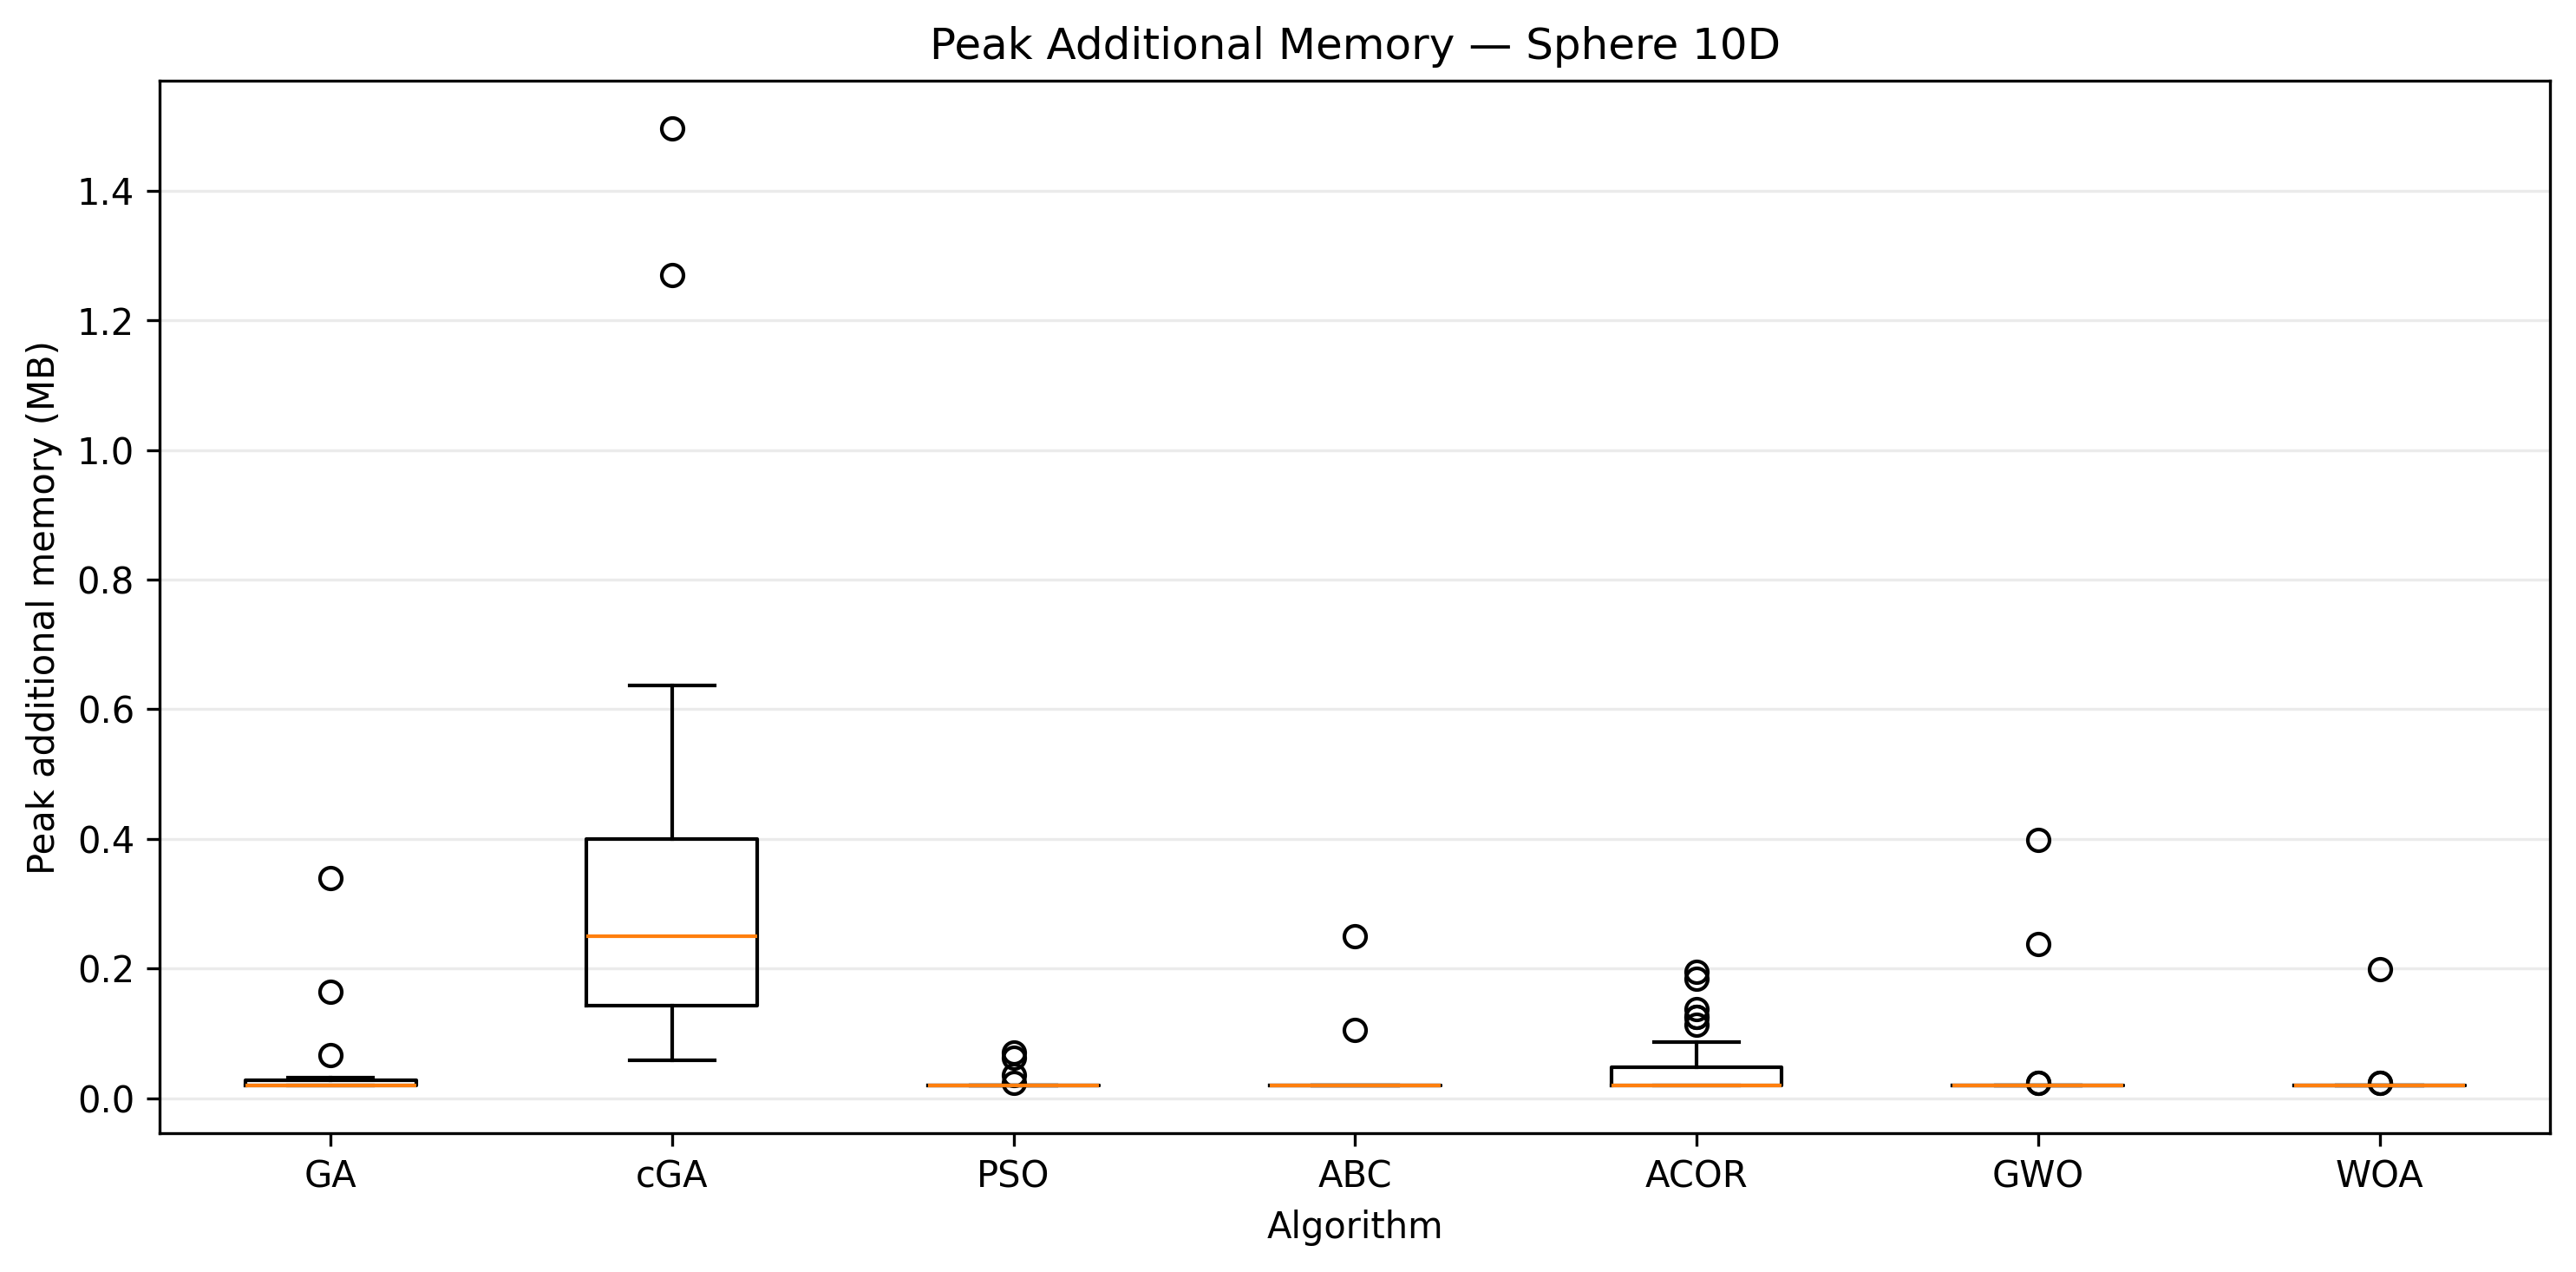 Peak Additional Memory — Sphere 10D
Peak additional memory (MB)
1.4
1.2
1.0
0.8
0.6
0.4
0.2
0.0
GA cGA PSO ABC ACOR GWO WOA
Algorithm